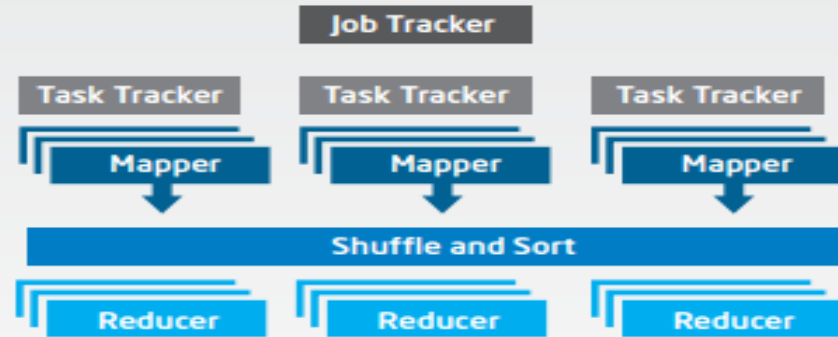 Job Tracker
Task Tracker Task Tracker Task Tracker
Mapper Mapper Mapper
Shuffle and Sort
Reducer Reducer Reducer